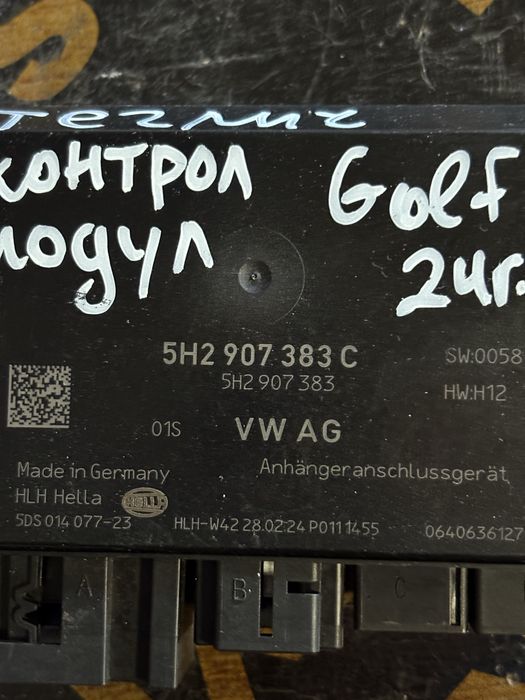 теглич
контрол
модул
Golf
24г.
5H2 907 383 C
5H2 907 383
SW:0058
HW:H12
01S
VW AG
Made in Germany
Anhängeranschlussgerät
HLH Hella
HELLA
5DS 014 077-23
HLH-W42 28.02.24 P0111455
0640636127
A
B
C